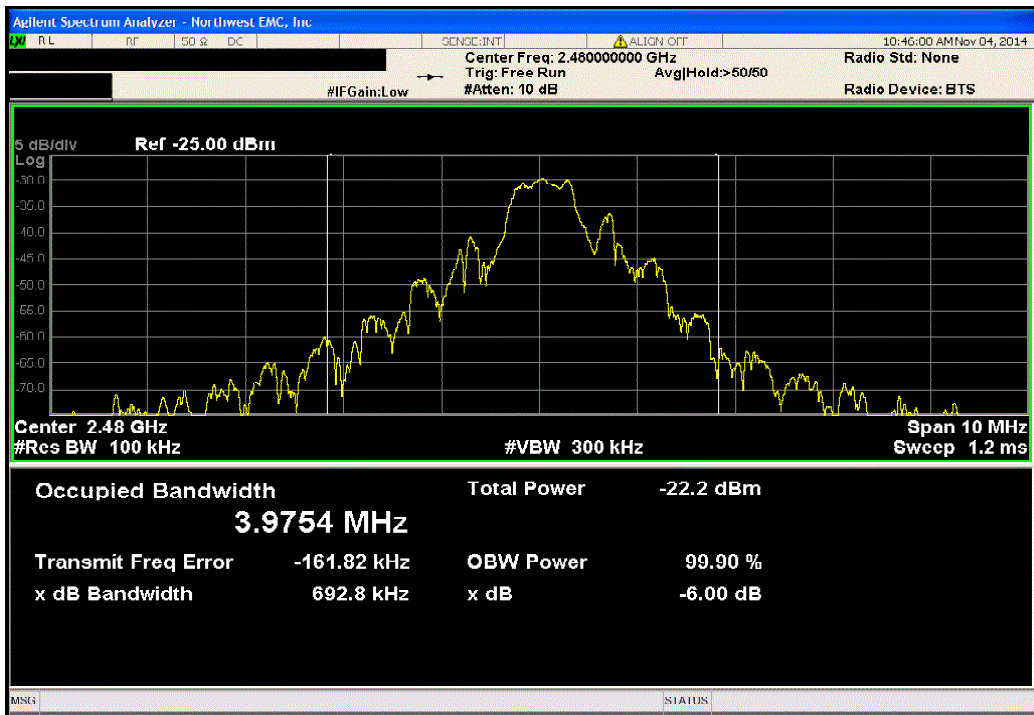 Agilent Spectrum Analyzer - Northwest EMC, Inc
LXI RL RF 50 Ω DC SENSE:INT ALIGN OFF 10:46:00 AM Nov 04, 2014
Center Freq: 2.480000000 GHz Radio Std: None
Trig: Free Run Avg|Hold:>50/50
#IFGain:Low #Atten: 10 dB Radio Device: BTS
5 dB/div Ref -25.00 dBm
Log
-30.0
-35.0
-40.0
-45.0
-50.0
-55.0
-60.0
-65.0
-70.0
Center 2.48 GHz Span 10 MHz
#Res BW 100 kHz #VBW 300 kHz Sweep 1.2 ms
Occupied Bandwidth Total Power -22.2 dBm
3.9754 MHz
Transmit Freq Error -161.82 kHz OBW Power 99.90 %
x dB Bandwidth 692.8 kHz x dB -6.00 dB
MSG STATUS